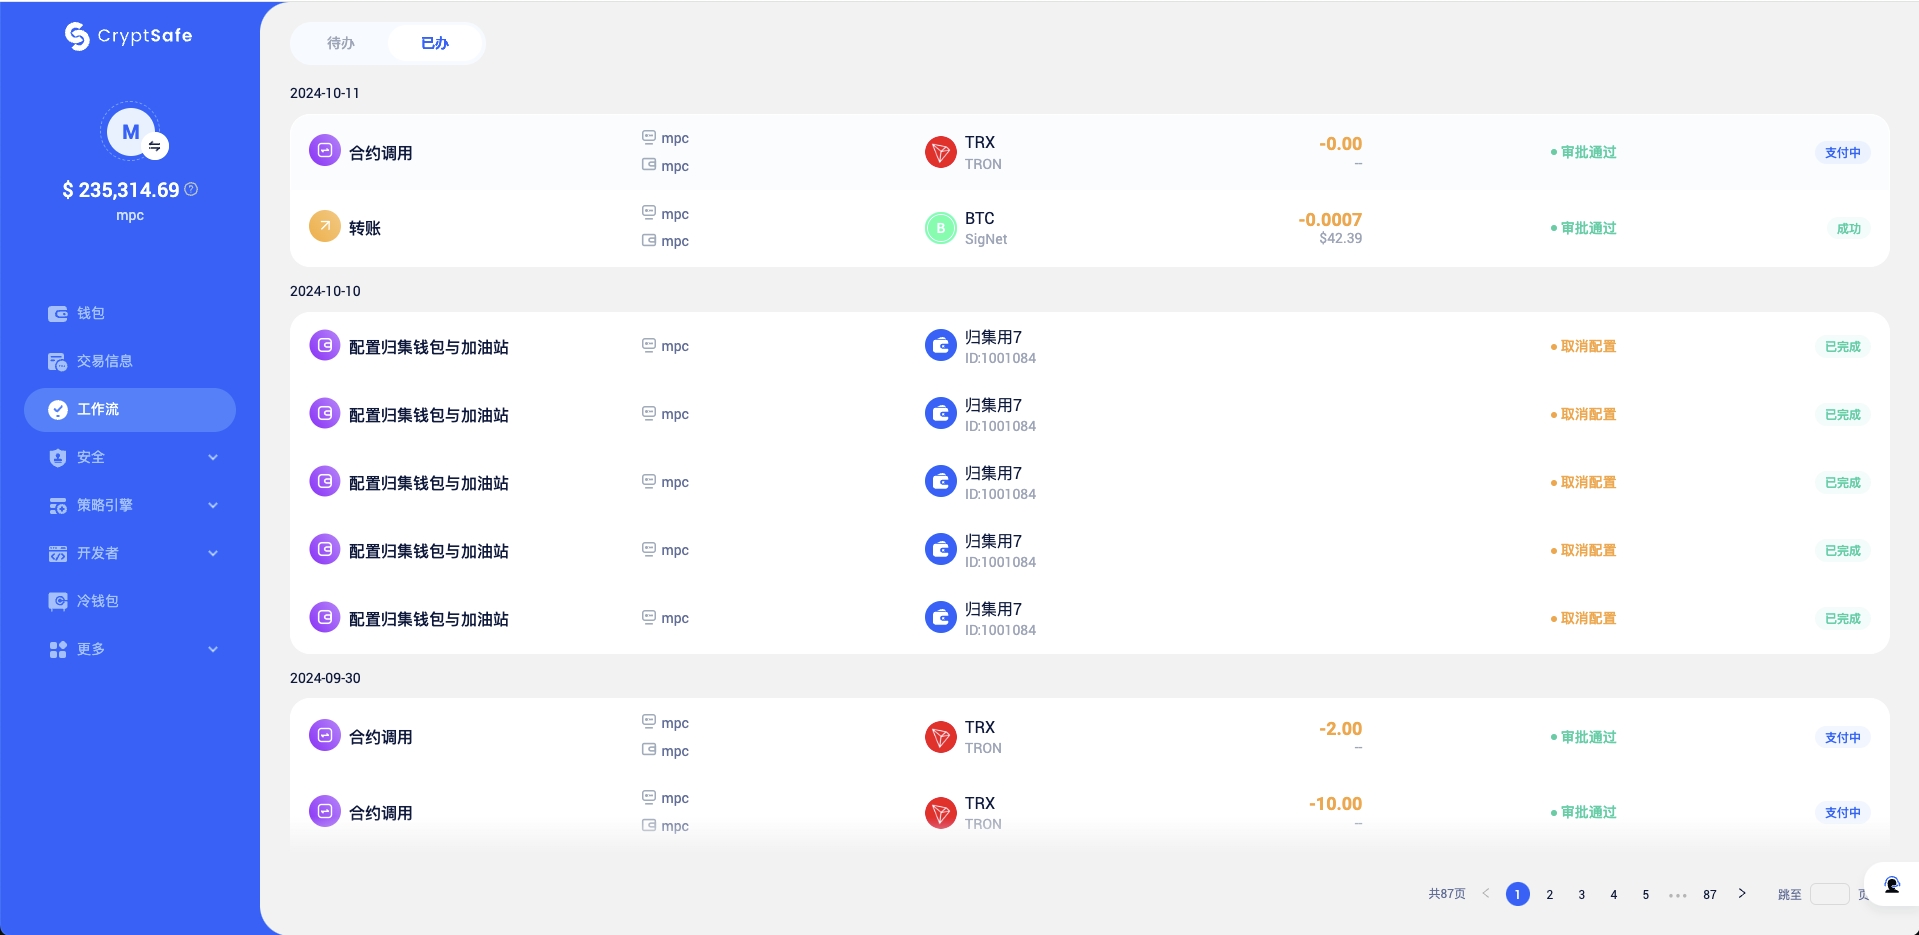 CryptSafe
M
$ 235,314.69
mpc
钱包
交易信息
工作流
安全
策略引擎
开发者
冷钱包
更多
待办 已办
2024-10-11
合约调用 mpc mpc TRX TRON -0.00 -- 审批通过 支付中
转账 mpc mpc B BTC SigNet -0.0007 $42.39 审批通过 成功
2024-10-10
配置归集钱包与加油站 mpc 归集用7 ID:1001084 取消配置 已完成
配置归集钱包与加油站 mpc 归集用7 ID:1001084 取消配置 已完成
配置归集钱包与加油站 mpc 归集用7 ID:1001084 取消配置 已完成
配置归集钱包与加油站 mpc 归集用7 ID:1001084 取消配置 已完成
配置归集钱包与加油站 mpc 归集用7 ID:1001084 取消配置 已完成
2024-09-30
合约调用 mpc mpc TRX TRON -2.00 -- 审批通过 支付中
合约调用 mpc mpc TRX TRON -10.00 -- 审批通过 支付中
共87页 < 1 2 3 4 5 ••• 87 > 跳至 页